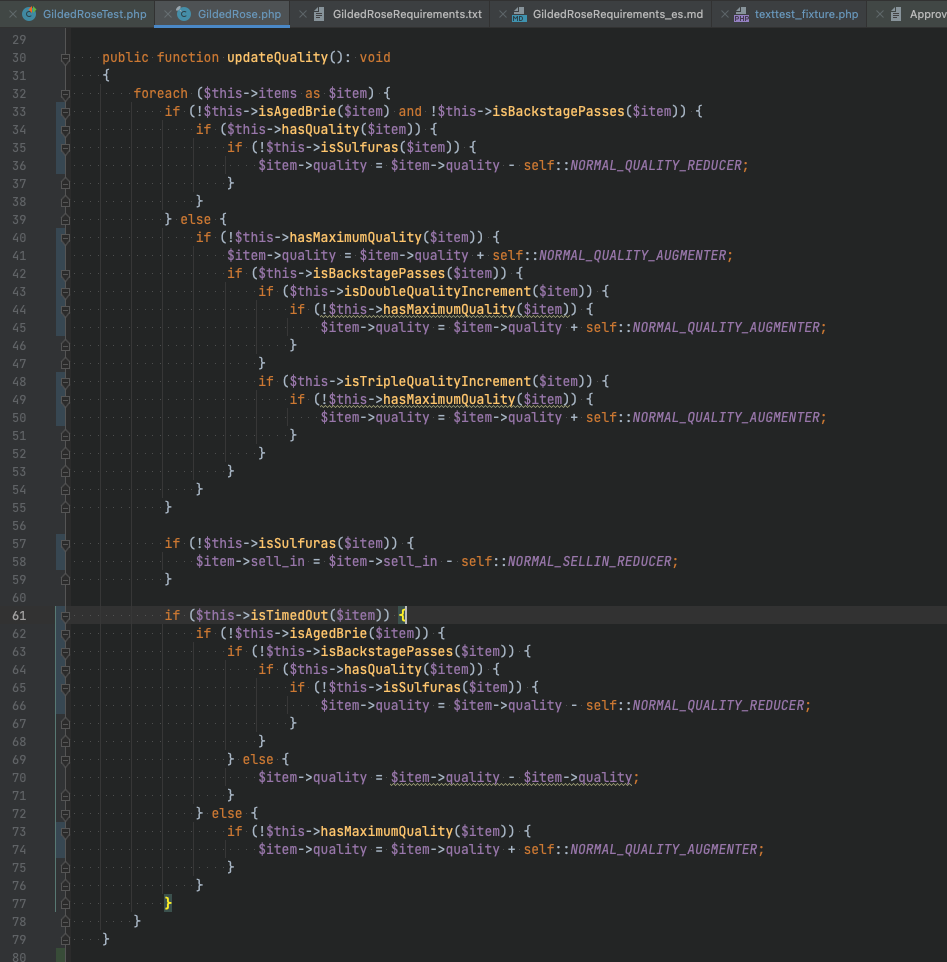 GildedRoseTest.php GildedRose.php GildedRoseRequirements.txt GildedRoseRequirements_es.md texttest_fixture.php Approv
29
30 public function updateQuality(): void
31 {
32 foreach ($this->items as $item) {
33 if (!$this->isAgedBrie($item) and !$this->isBackstagePasses($item)) {
34 if ($this->hasQuality($item)) {
35 if (!$this->isSulfuras($item)) {
36 $item->quality = $item->quality - self::NORMAL_QUALITY_REDUCER;
37 }
38 }
39 } else {
40 if (!$this->hasMaximumQuality($item)) {
41 $item->quality = $item->quality + self::NORMAL_QUALITY_AUGMENTER;
42 if ($this->isBackstagePasses($item)) {
43 if ($this->isDoubleQualityIncrement($item)) {
44 if (!$this->hasMaximumQuality($item)) {
45 $item->quality = $item->quality + self::NORMAL_QUALITY_AUGMENTER;
46 }
47 }
48 if ($this->isTripleQualityIncrement($item)) {
49 if (!$this->hasMaximumQuality($item)) {
50 $item->quality = $item->quality + self::NORMAL_QUALITY_AUGMENTER;
51 }
52 }
53 }
54 }
55 }
56
57 if (!$this->isSulfuras($item)) {
58 $item->sell_in = $item->sell_in - self::NORMAL_SELLIN_REDUCER;
59 }
60
61 if ($this->isTimedOut($item)) {
62 if (!$this->isAgedBrie($item)) {
63 if (!$this->isBackstagePasses($item)) {
64 if ($this->hasQuality($item)) {
65 if (!$this->isSulfuras($item)) {
66 $item->quality = $item->quality - self::NORMAL_QUALITY_REDUCER;
67 }
68 }
69 } else {
70 $item->quality = $item->quality - $item->quality;
71 }
72 } else {
73 if (!$this->hasMaximumQuality($item)) {
74 $item->quality = $item->quality + self::NORMAL_QUALITY_AUGMENTER;
75 }
76 }
77 }
78 }
79 }
80